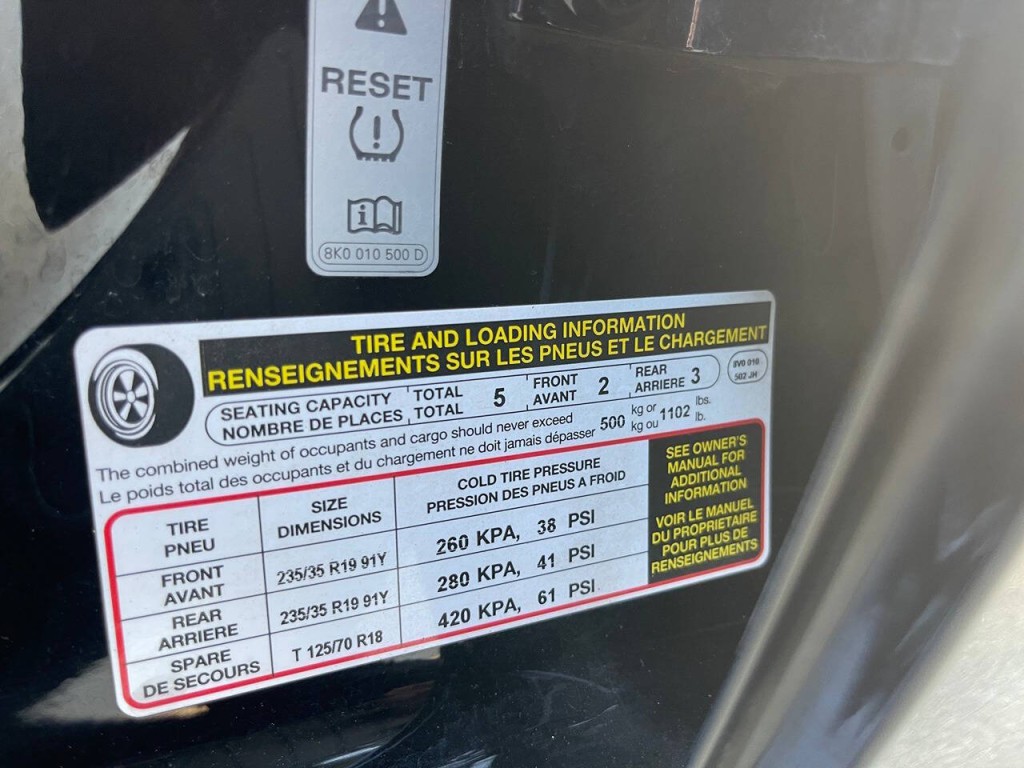 RESET
i
8K0 010 500 D
TIRE AND LOADING INFORMATION
RENSEIGNEMENTS SUR LES PNEUS ET LE CHARGEMENT
SEATING CAPACITY TOTAL 5 FRONT 2 REAR 3
NOMBRE DE PLACES TOTAL AVANT ARRIERE
8V0 010
502 JH
The combined weight of occupants and cargo should never exceed 500 kg or 1102 lbs.
Le poids total des occupants et du chargement ne doit jamais dépasser kg ou lb.
TIRE
PNEU
SIZE
DIMENSIONS
COLD TIRE PRESSURE
PRESSION DES PNEUS A FROID
FRONT
AVANT
235/35 R19 91Y
260 KPA, 38 PSI
REAR
ARRIERE
235/35 R19 91Y
280 KPA, 41 PSI
SPARE
DE SECOURS
T 125/70 R18
420 KPA, 61 PSI
SEE OWNER'S
MANUAL FOR
ADDITIONAL
INFORMATION
VOIR LE MANUEL
DU PROPRIETAIRE
POUR PLUS DE
RENSEIGNEMENTS